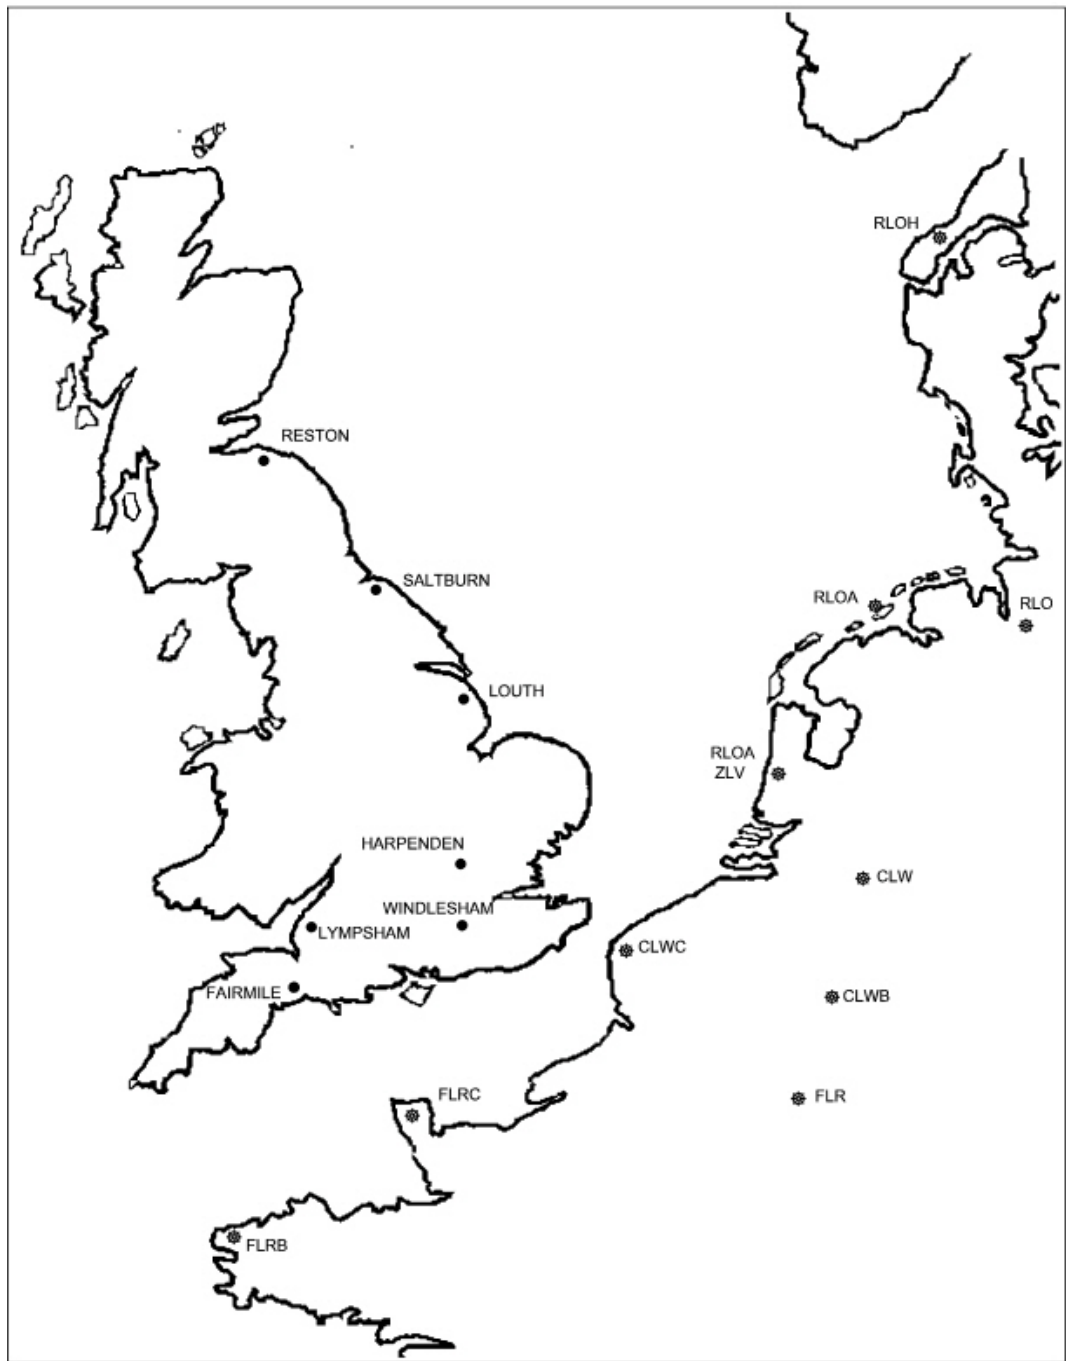 RLOH
RESTON
SALTBURN
RLOA
RLO
LOUTH
RLOA
ZLV
HARPENDEN
CLW
WINDLESHAM
LYMPSHAM
CLWC
FAIRMILE
CLWB
FLRC
FLR
FLRB